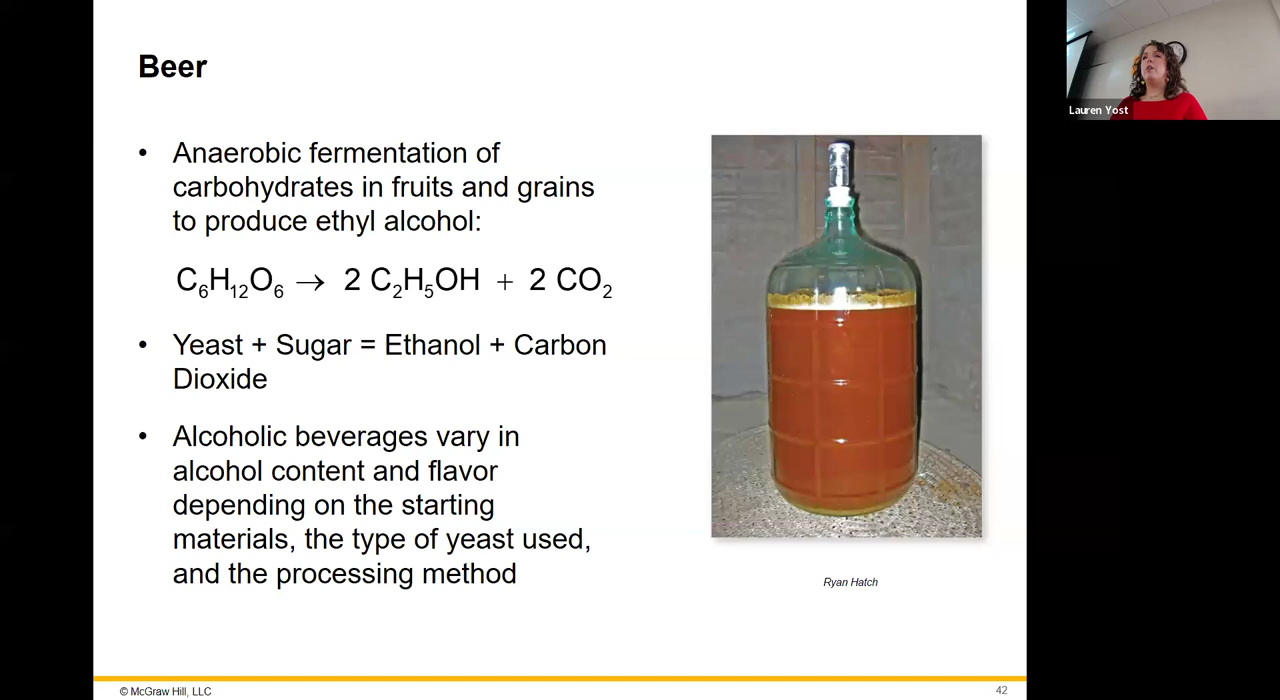 Beer
• Anaerobic fermentation of
carbohydrates in fruits and grains
to produce ethyl alcohol:
C₆H₁₂O₆ → 2 C₂H₅OH + 2 CO₂
• Yeast + Sugar = Ethanol + Carbon
Dioxide
• Alcoholic beverages vary in
alcohol content and flavor
depending on the starting
materials, the type of yeast used,
and the processing method
Ryan Hatch
© McGraw Hill, LLC
42
Lauren Yost